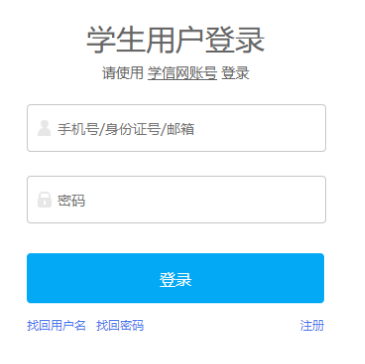 学生用户登录
请使用 学信网账号 登录
手机号/身份证号/邮箱
密码
登录
找回用户名 找回密码 注册